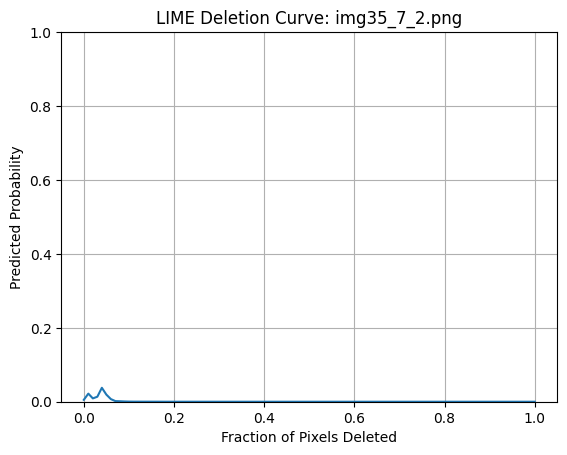 LIME Deletion Curve: img35_7_2.png
1.0
0.8
0.6
0.4
0.2
0.0
Predicted Probability
0.0 0.2 0.4 0.6 0.8 1.0
Fraction of Pixels Deleted